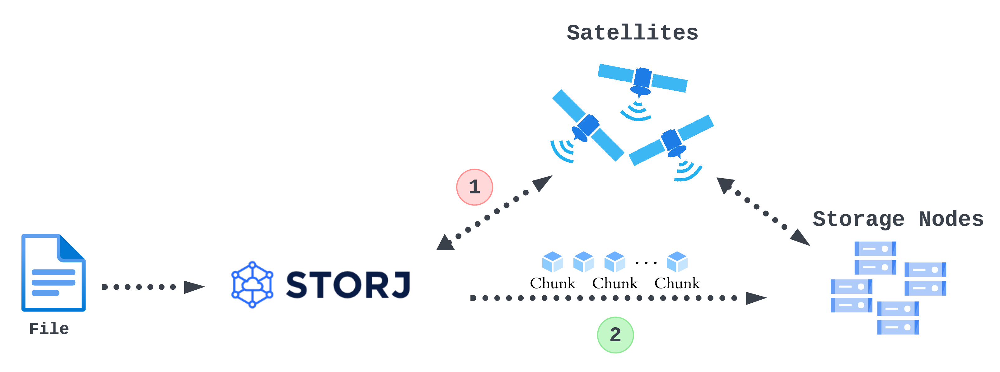 Satellites
1
Storage Nodes
STORJ
...
Chunk Chunk Chunk
File
2